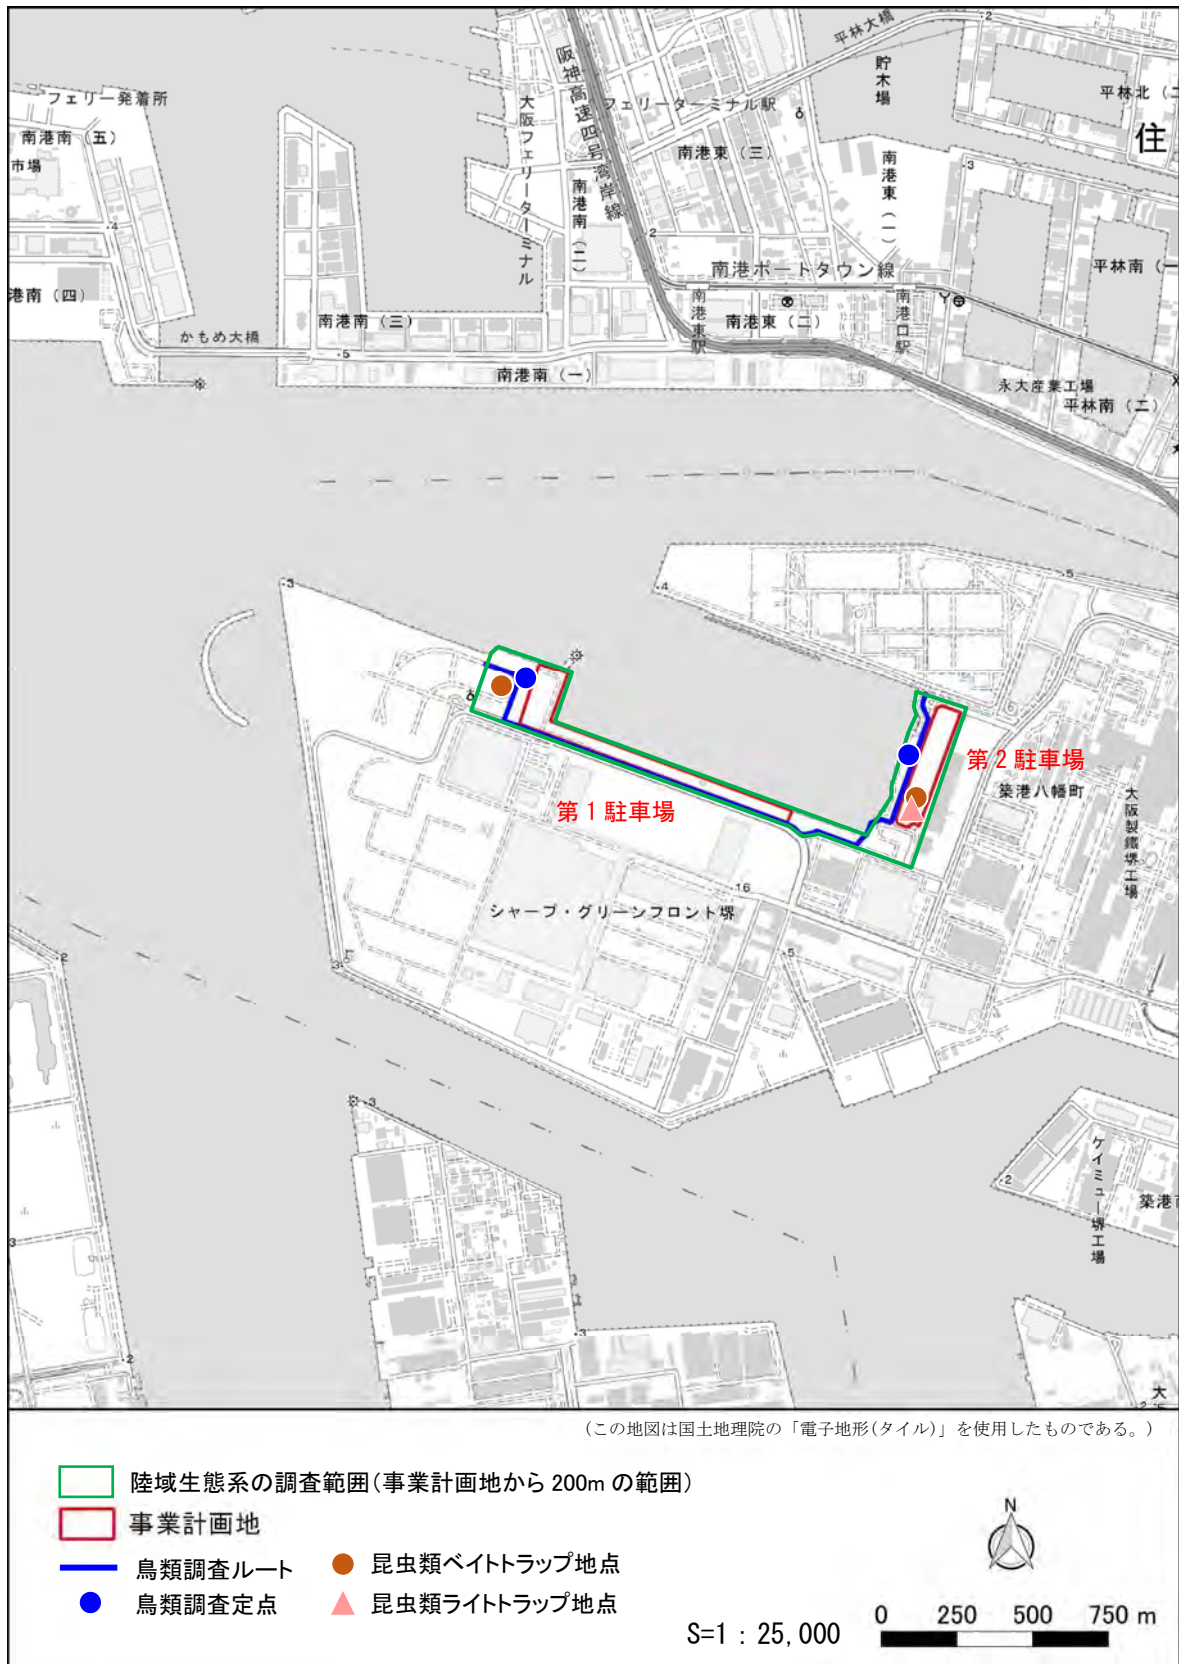 フェリー発着所
南港南（五）
市場
港南（四）
かもめ大橋
南港南（三）
南港南（一）
大阪フェリーターミナル
南港南（二）
阪神高速四号湾岸線
フェリーターミナル駅
南港東（三）
平林大橋
貯木場
平林北（二
住
南港東（一）
平林南（一
南港ポートタウン線
南港東駅
南港東（二）
南港口駅
永大産業工場
平林南（二）
第１駐車場
第２駐車場
築港八幡町
大阪製鐵堺工場
シャープ・グリーンフロント堺
ケイミュー堺工場
築港
大
（この地図は国土地理院の「電子地形(タイル)」を使用したものである。）
陸域生態系の調査範囲(事業計画地から 200m の範囲)
事業計画地
鳥類調査ルート
昆虫類ベイトトラップ地点
鳥類調査定点
昆虫類ライトトラップ地点
N
S=1：25,000
0 250 500 750 m